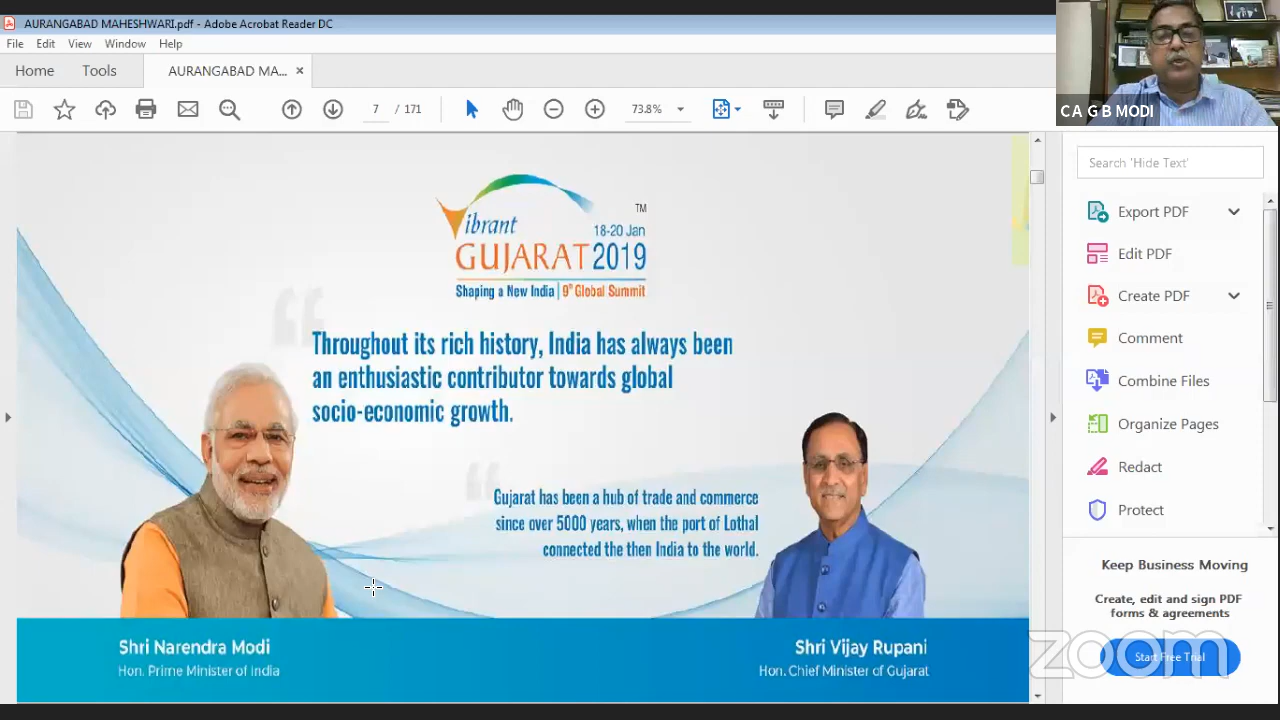 AURANGABAD MAHESHWARI.pdf - Adobe Acrobat Reader DC
File Edit View Window Help
Home Tools AURANGABAD MA... ×
7 / 171 73.8%
C A G B MODI
Vibrant
TM
18-20 Jan
GUJARAT 2019
Shaping a New India | 9th Global Summit
“
Throughout its rich history, India has always been
an enthusiastic contributor towards global
socio-economic growth.
“
Gujarat has been a hub of trade and commerce
since over 5000 years, when the port of Lothal
connected the then India to the world.
Shri Narendra Modi
Hon. Prime Minister of India
Shri Vijay Rupani
Hon. Chief Minister of Gujarat
Search 'Hide Text'
Export PDF
Edit PDF
Create PDF
Comment
Combine Files
Organize Pages
Redact
Protect
Keep Business Moving
Create, edit and sign PDF
forms & agreements
Start Free Trial
zoom